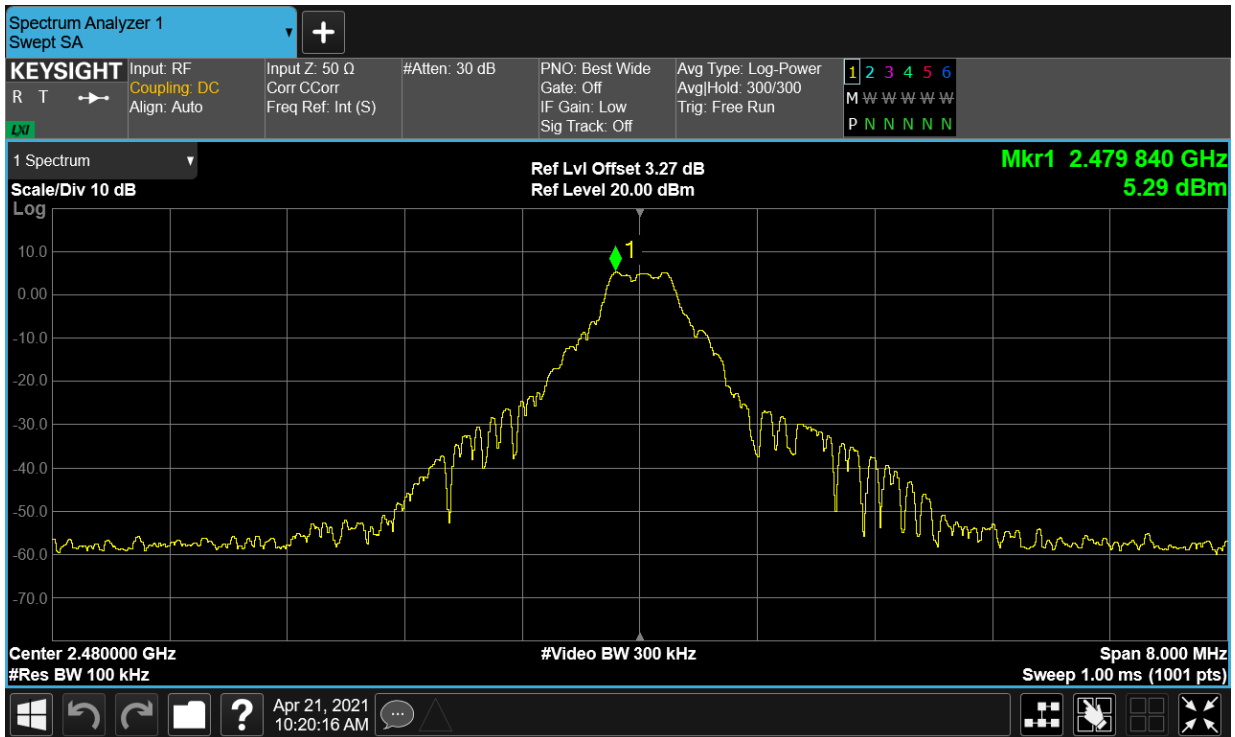 Spectrum Analyzer 1
Swept SA
KEYSIGHT
R T
LXI
Input: RF
Coupling: DC
Align: Auto
Input Z: 50 Ω
Corr CCorr
Freq Ref: Int (S)
#Atten: 30 dB
PNO: Best Wide
Gate: Off
IF Gain: Low
Sig Track: Off
Avg Type: Log-Power
Avg|Hold: 300/300
Trig: Free Run
1 2 3 4 5 6
M W W W W W
P N N N N N
1 Spectrum
Scale/Div 10 dB
Log
Ref Lvl Offset 3.27 dB
Ref Level 20.00 dBm
Mkr1 2.479 840 GHz
5.29 dBm
1
10.0
0.00
-10.0
-20.0
-30.0
-40.0
-50.0
-60.0
-70.0
Center 2.480000 GHz
#Res BW 100 kHz
#Video BW 300 kHz
Span 8.000 MHz
Sweep 1.00 ms (1001 pts)
?
Apr 21, 2021
10:20:16 AM